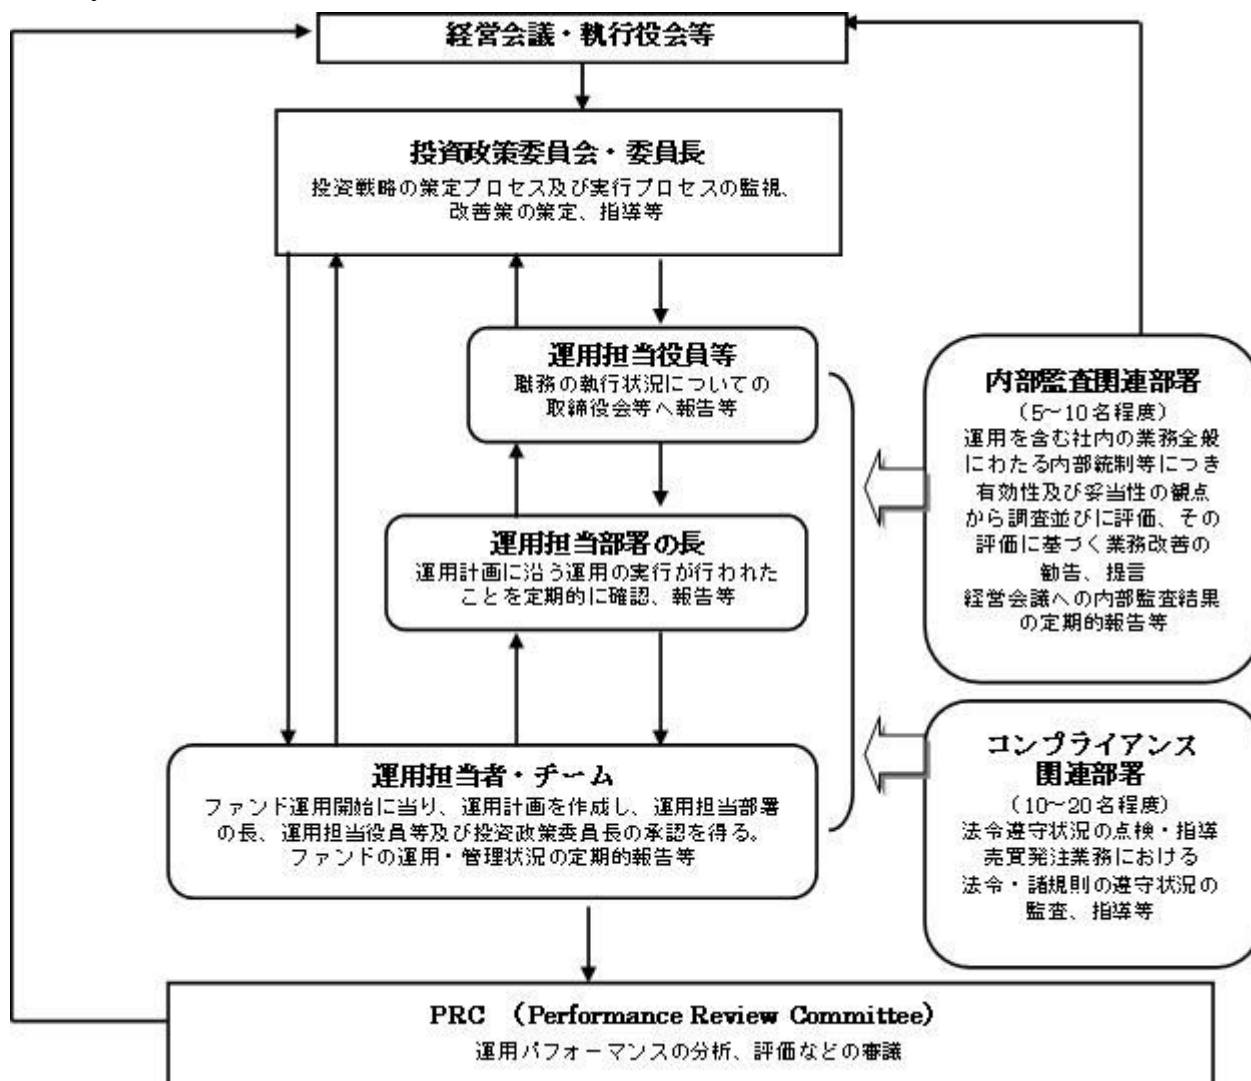 経営会議・執行役会等
投資政策委員会・委員長
投資戦略の策定プロセス及び実行プロセスの監視、
改善策の策定、指導等
運用担当役員等
職務の執行状況についての
取締役会等へ報告等
運用担当部署の長
運用計画に沿う運用の実行が行われた
ことを定期的に確認、報告等
運用担当者・チーム
ファンド運用開始に当り、運用計画を作成し、運用担当部署
の長、運用担当役員等及び投資政策委員長の承認を得る。
ファンドの運用・管理状況の定期的報告等
内部監査関連部署
（5～10名程度）
運用を含む社内の業務全般
にわたる内部統制等につき
有効性及び妥当性の観点
から調査並びに評価、その
評価に基づく業務改善の
勧告、提言
経営会議への内部監査結果
の定期的報告等
コンプライアンス
関連部署
（10～20名程度）
法令遵守状況の点検・指導
売買発注業務における
法令・諸規則の遵守状況の
監査、指導等
PRC （Performance Review Committee）
運用パフォーマンスの分析、評価などの審議